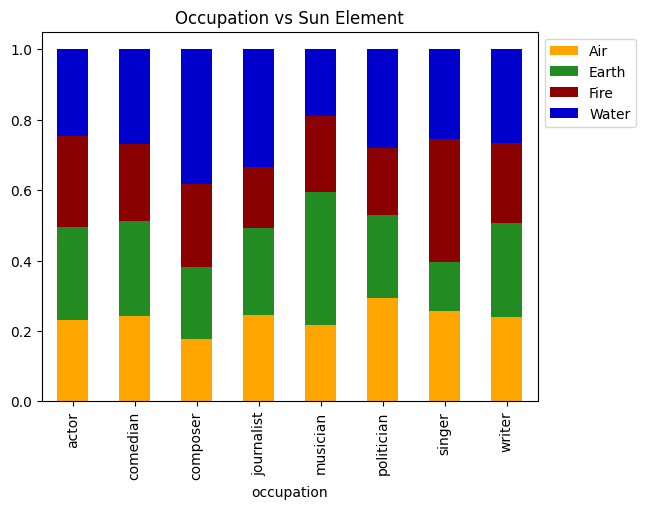 Occupation vs Sun Element
1.0
0.8
0.6
0.4
0.2
0.0
actor
comedian
composer
journalist
musician
politician
singer
writer
occupation
Air
Earth
Fire
Water